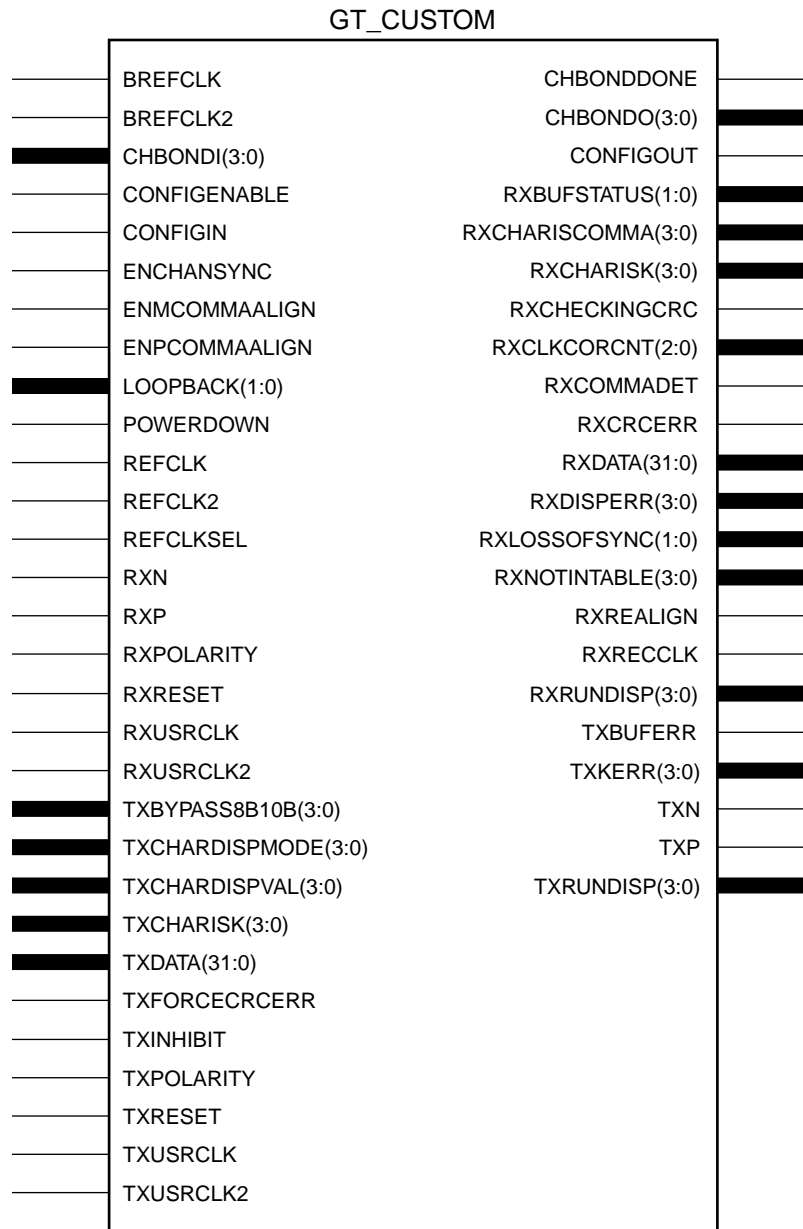 GT_CUSTOM
BREFCLK CHBONDDONE
BREFCLK2 CHBONDO(3:0)
CHBONDI(3:0) CONFIGOUT
CONFIGENABLE RXBUFSTATUS(1:0)
CONFIGIN RXCHARISCOMMA(3:0)
ENCHANSYNC RXCHARISK(3:0)
ENMCOMMAALIGN RXCHECKINGCRC
ENPCOMMAALIGN RXCLKCORCNT(2:0)
LOOPBACK(1:0) RXCOMMADET
POWERDOWN RXCRCERR
REFCLK RXDATA(31:0)
REFCLK2 RXDISPERR(3:0)
REFCLKSEL RXLOSSOFSYNC(1:0)
RXN RXNOTINTABLE(3:0)
RXP RXREALIGN
RXPOLARITY RXRECCLK
RXRESET RXRUNDISP(3:0)
RXUSRCLK TXBUFERR
RXUSRCLK2 TXKERR(3:0)
TXBYPASS8B10B(3:0) TXN
TXCHARDISPMODE(3:0) TXP
TXCHARDISPVAL(3:0) TXRUNDISP(3:0)
TXCHARISK(3:0)
TXDATA(31:0)
TXFORCECRCERR
TXINHIBIT
TXPOLARITY
TXRESET
TXUSRCLK
TXUSRCLK2